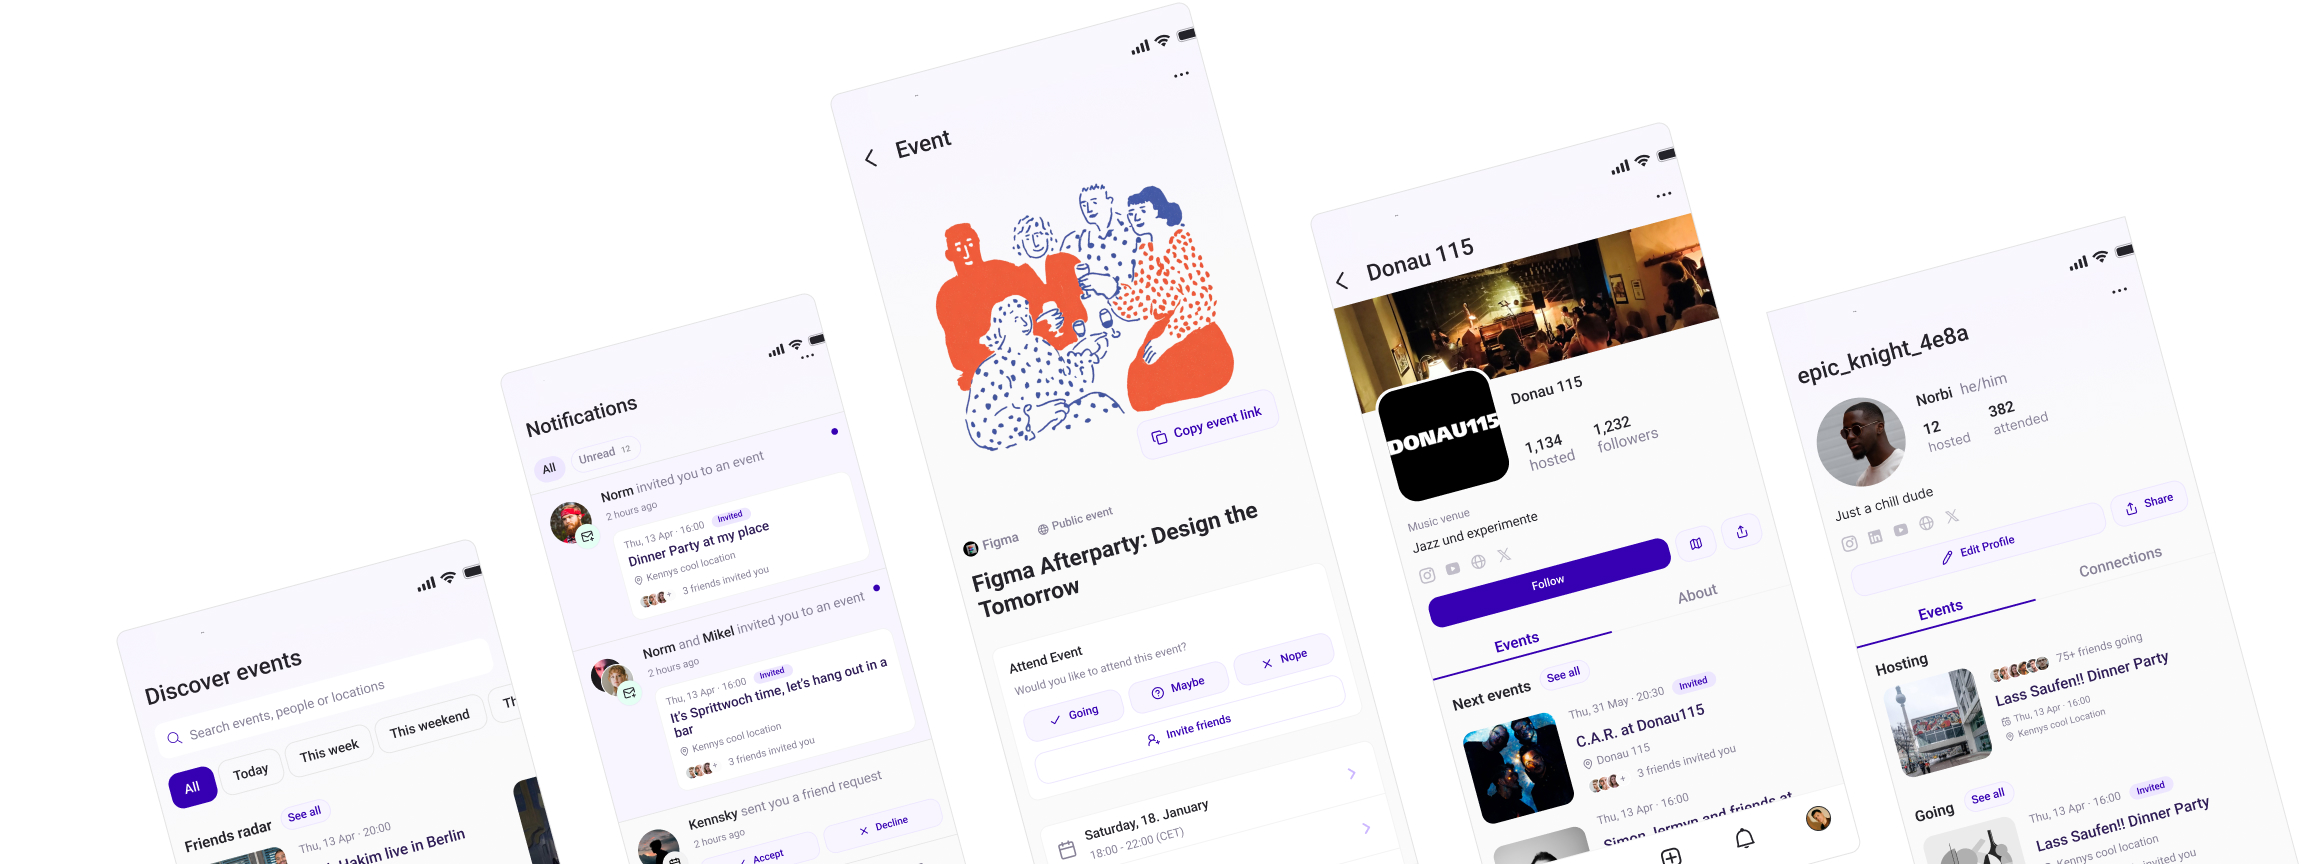 Discover events
Search events, people or locations
All
Today
This week
This weekend
Th
Friends radar
See all
Thu, 13 Apr · 20:00
Hakim live in Berlin
Notifications
All
Unread 12
Norm invited you to an event
2 hours ago
Thu, 13 Apr · 16:00
Invited
Dinner Party at my place
Kennys cool location
+
3 friends invited you
Norm and Mikel invited you to an event
2 hours ago
Thu, 13 Apr · 16:00
Invited
It's Sprittwoch time, let's hang out in a
bar
Kennys cool location
+
3 friends invited you
Kennsky sent you a friend request
2 hours ago
Accept
Decline
Event
Copy event link
Figma
Public event
Figma Afterparty: Design the
Tomorrow
Attend Event
Would you like to attend this event?
Going
Maybe
Nope
Invite friends
Saturday, 18. January
18:00 - 22:00 (CET)
Donau 115
DONAU115
Donau 115
1,134
hosted
1,232
followers
Music venue
Jazz und experimente
Follow
Events
About
Next events
See all
Thu, 31 May · 20:30
Invited
C.A.R. at Donau115
Donau 115
+
3 friends invited you
Thu, 13 Apr · 16:00
Simon Jermyn and friends at
epic_knight_4e8a
Norbi he/him
12
hosted
382
attended
Just a chill dude
Edit Profile
Share
Events
Connections
Hosting
75+ friends going
Lass Saufen!! Dinner Party
Thu, 13 Apr · 16:00
Kennys cool Location
Going
See all
Thu, 13 Apr · 16:00
Invited
Lass Saufen!! Dinner Party
Kennys cool location
invited you